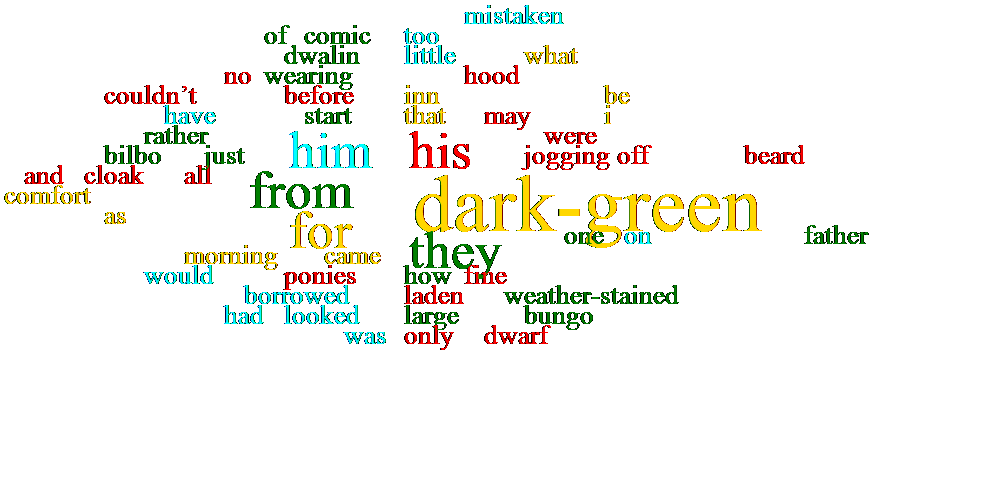 mistaken
of comic too
dwalin little what
no wearing hood
couldn't before inn be
have start that may i
rather him his were
bilbo just jogging off beard
and cloak all from dark-green
comfort
as for they one on father
morning came
would ponies how fine
borrowed laden weather-stained
had looked large bungo
was only dwarf